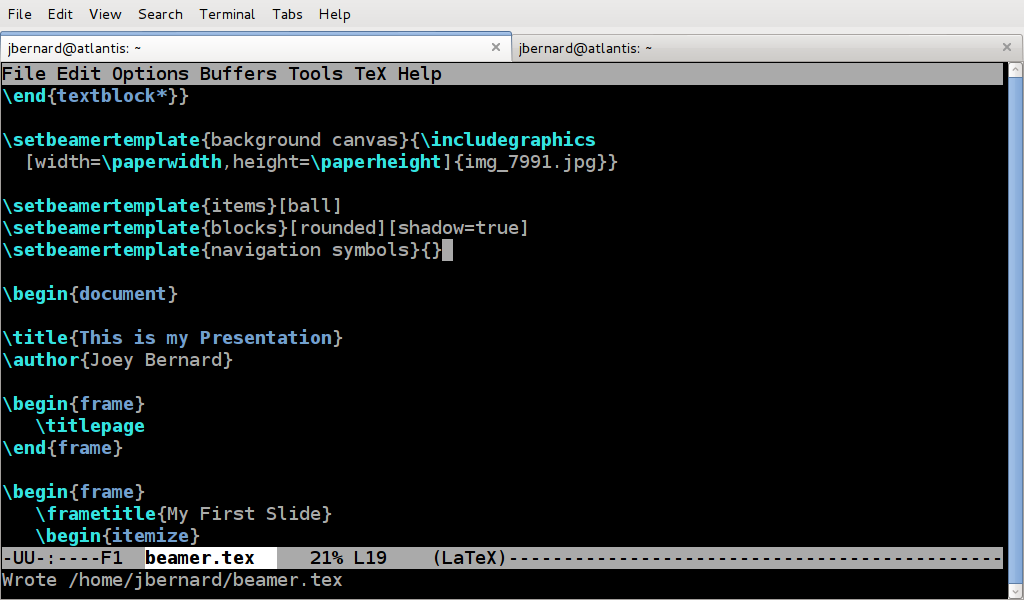 File Edit View Search Terminal Tabs Help
jbernard@atlantis: ~ × jbernard@atlantis: ~ ×
File Edit Options Buffers Tools TeX Help
\end{textblock*}}
\setbeamertemplate{background canvas}{\includegraphics
[width=\paperwidth,height=\paperheight]{img_7991.jpg}}
\setbeamertemplate{items}[ball]
\setbeamertemplate{blocks}[rounded][shadow=true]
\setbeamertemplate{navigation symbols}{}
\begin{document}
\title{This is my Presentation}
\author{Joey Bernard}
\begin{frame}
\titlepage
\end{frame}
\begin{frame}
\frametitle{My First Slide}
\begin{itemize}
-UU-:----F1 beamer.tex 21% L19 (LaTeX)---------------------------------------------
Wrote /home/jbernard/beamer.tex